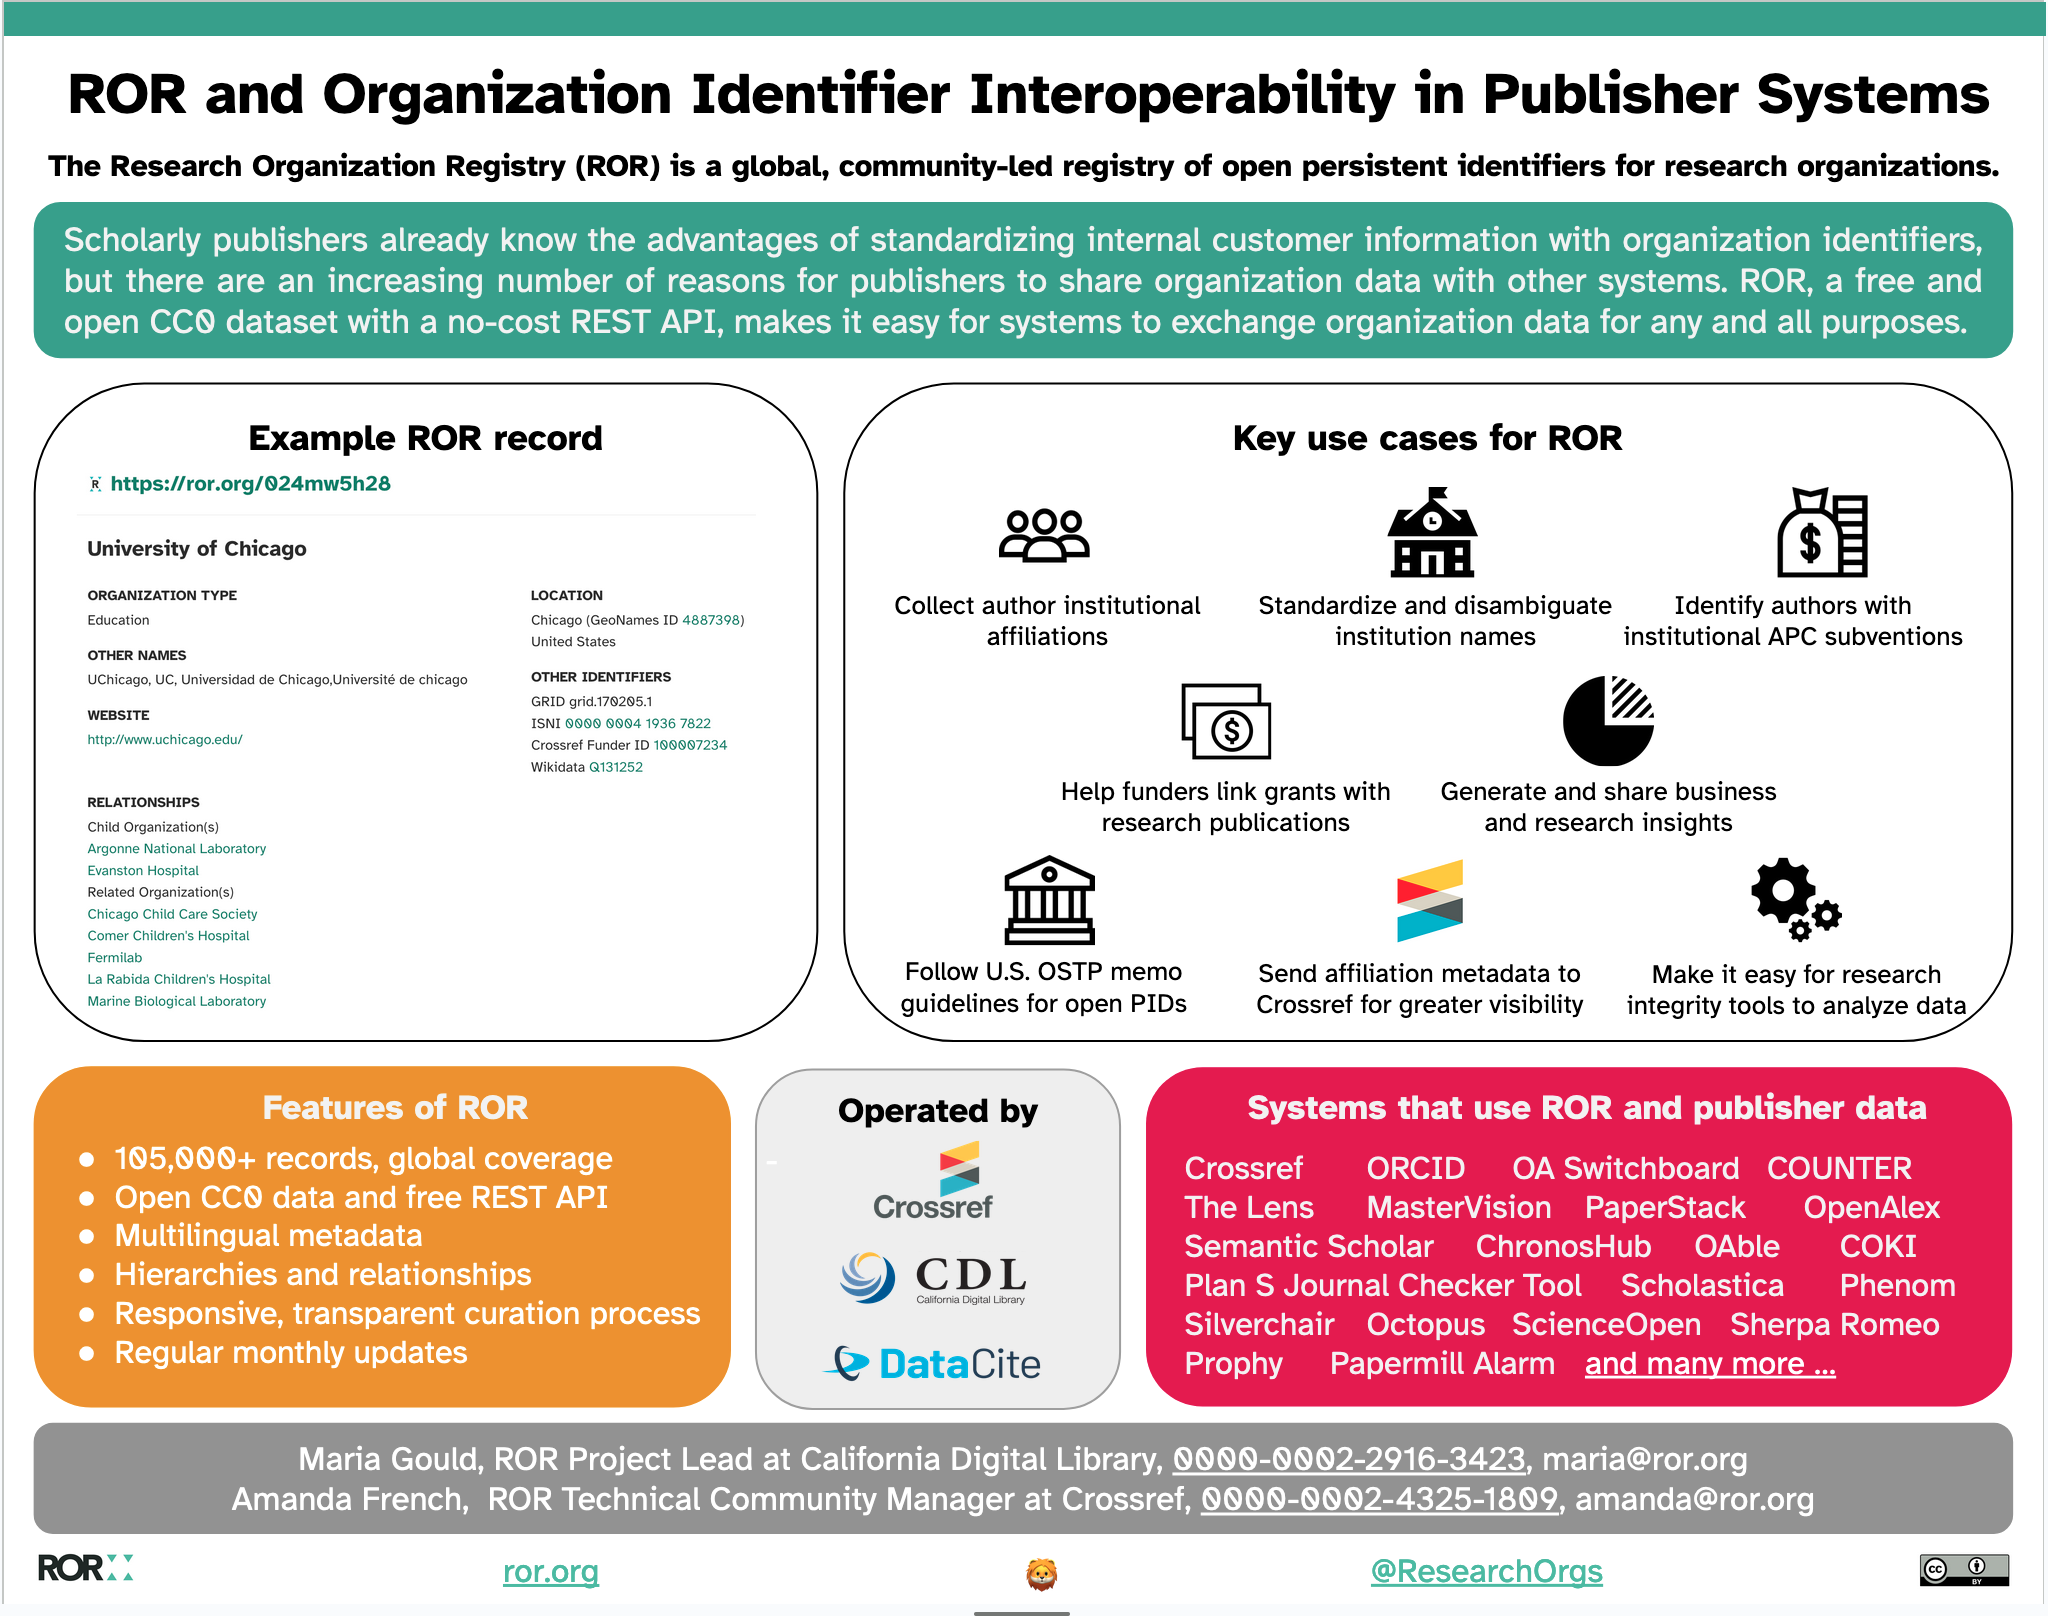 ROR and Organization Identifier Interoperability in Publisher Systems
The Research Organization Registry (ROR) is a global, community-led registry of open persistent identifiers for research organizations.
Scholarly publishers already know the advantages of standardizing internal customer information with organization identifiers,
but there are an increasing number of reasons for publishers to share organization data with other systems. ROR, a free and
open CC0 dataset with a no-cost REST API, makes it easy for systems to exchange organization data for any and all purposes.
Example ROR record
R https://ror.org/024mw5h28
University of Chicago
ORGANIZATION TYPE
Education
OTHER NAMES
UChicago, UC, Universidad de Chicago,Université de chicago
WEBSITE
http://www.uchicago.edu/
LOCATION
Chicago (GeoNames ID 4887398)
United States
OTHER IDENTIFIERS
GRID grid.170205.1
ISNI 0000 0004 1936 7822
Crossref Funder ID 100007234
Wikidata Q131252
RELATIONSHIPS
Child Organization(s)
Argonne National Laboratory
Evanston Hospital
Related Organization(s)
Chicago Child Care Society
Comer Children's Hospital
Fermilab
La Rabida Children's Hospital
Marine Biological Laboratory
Key use cases for ROR
Collect author institutional
affiliations
Standardize and disambiguate
institution names
Identify authors with
institutional APC subventions
Help funders link grants with
research publications
Generate and share business
and research insights
Follow U.S. OSTP memo
guidelines for open PIDs
Send affiliation metadata to
Crossref for greater visibility
Make it easy for research
integrity tools to analyze data
Features of ROR
● 105,000+ records, global coverage
● Open CC0 data and free REST API
● Multilingual metadata
● Hierarchies and relationships
● Responsive, transparent curation process
● Regular monthly updates
Operated by
Crossref
CDL
California Digital Library
DataCite
Systems that use ROR and publisher data
Crossref ORCID OA Switchboard COUNTER
The Lens MasterVision PaperStack OpenAlex
Semantic Scholar ChronosHub OAble COKI
Plan S Journal Checker Tool Scholastica Phenom
Silverchair Octopus ScienceOpen Sherpa Romeo
Prophy Papermill Alarm and many more ...
Maria Gould, ROR Project Lead at California Digital Library, 0000-0002-2916-3423, maria@ror.org
Amanda French, ROR Technical Community Manager at Crossref, 0000-0002-4325-1809, amanda@ror.org
ROR
ror.org
@ResearchOrgs
cc BY